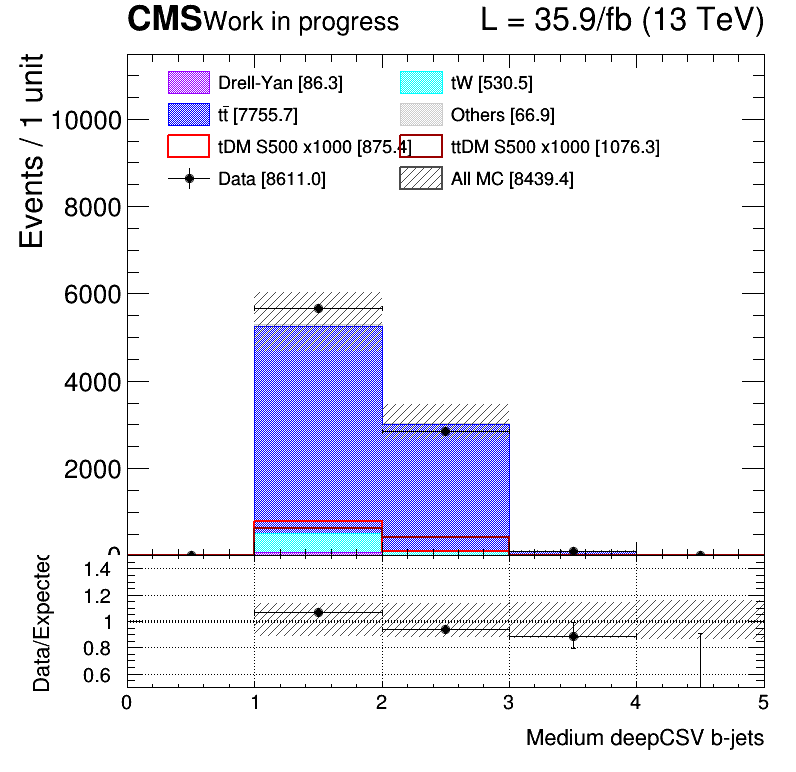 CMS Work in progress L = 35.9/fb (13 TeV)
Events / 1 unit
Drell-Yan [86.3] tW [530.5]
tt̄ [7755.7] Others [66.9]
tDM S500 x1000 [875.4] ttDM S500 x1000 [1076.3]
Data [8611.0] All MC [8439.4]
10000
8000
6000
4000
2000
0
Data/Expected
1.4
1.2
1
0.8
0.6
0 1 2 3 4 5
Medium deepCSV b-jets